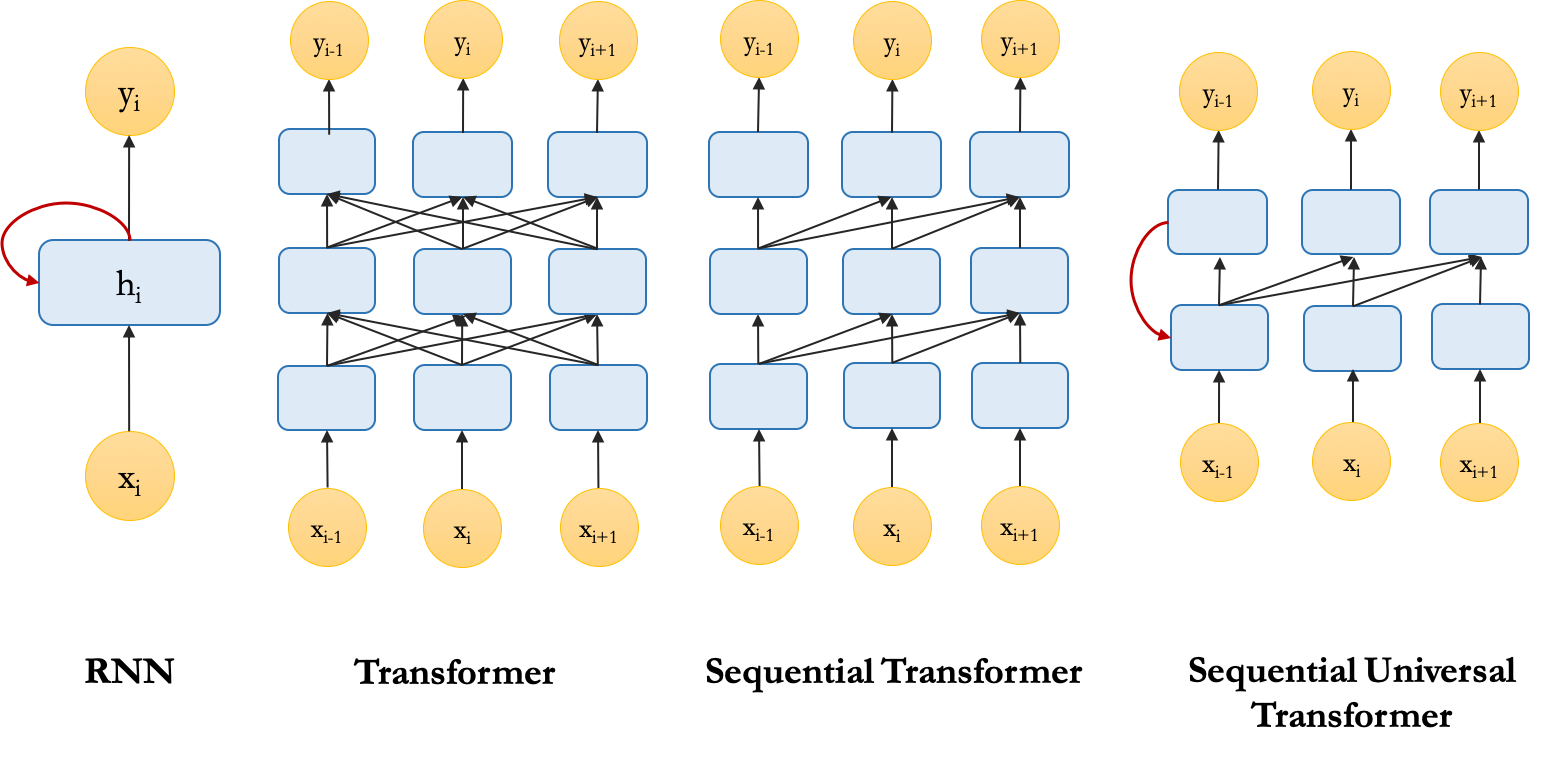 y_i
h_i
x_i
RNN
y_{i-1} y_i y_{i+1}
x_{i-1} x_i x_{i+1}
Transformer
y_{i-1} y_i y_{i+1}
x_{i-1} x_i x_{i+1}
Sequential Transformer
y_{i-1} y_i y_{i+1}
x_{i-1} x_i x_{i+1}
Sequential Universal
Transformer